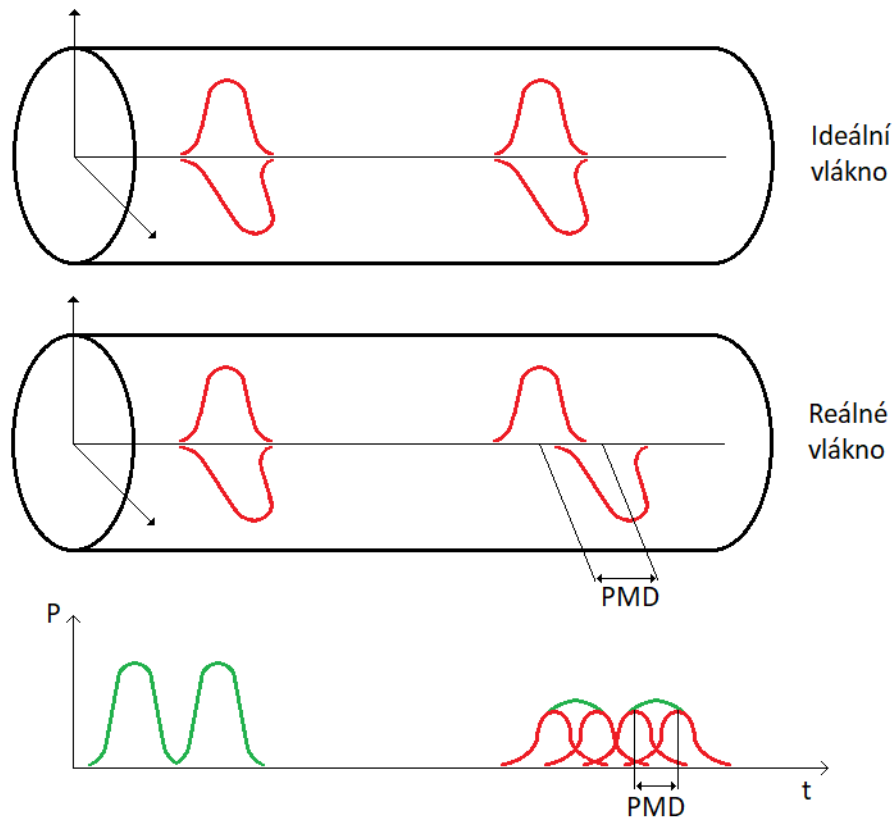 Ideální
vlákno
Reálné
vlákno
PMD
P
t
PMD